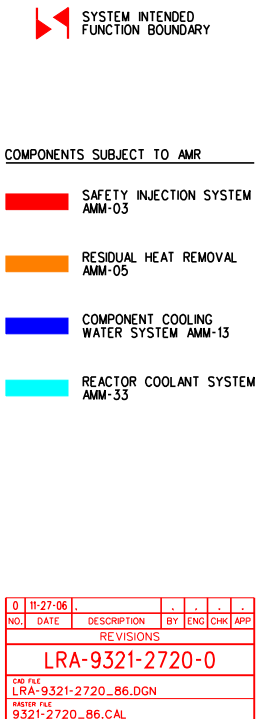 SYSTEM INTENDED
FUNCTION BOUNDARY
COMPONENTS SUBJECT TO AMR
SAFETY INJECTION SYSTEM
AMM-03
RESIDUAL HEAT REMOVAL
AMM-05
COMPONENT COOLING
WATER SYSTEM AMM-13
REACTOR COOLANT SYSTEM
AMM-33
0 11-27-06 . . . . .
NO. DATE DESCRIPTION BY ENG CHK APP
REVISIONS
LRA-9321-2720-0
CAD FILE
LRA-9321-2720_86.DGN
RASTER FILE
9321-2720_86.CAL